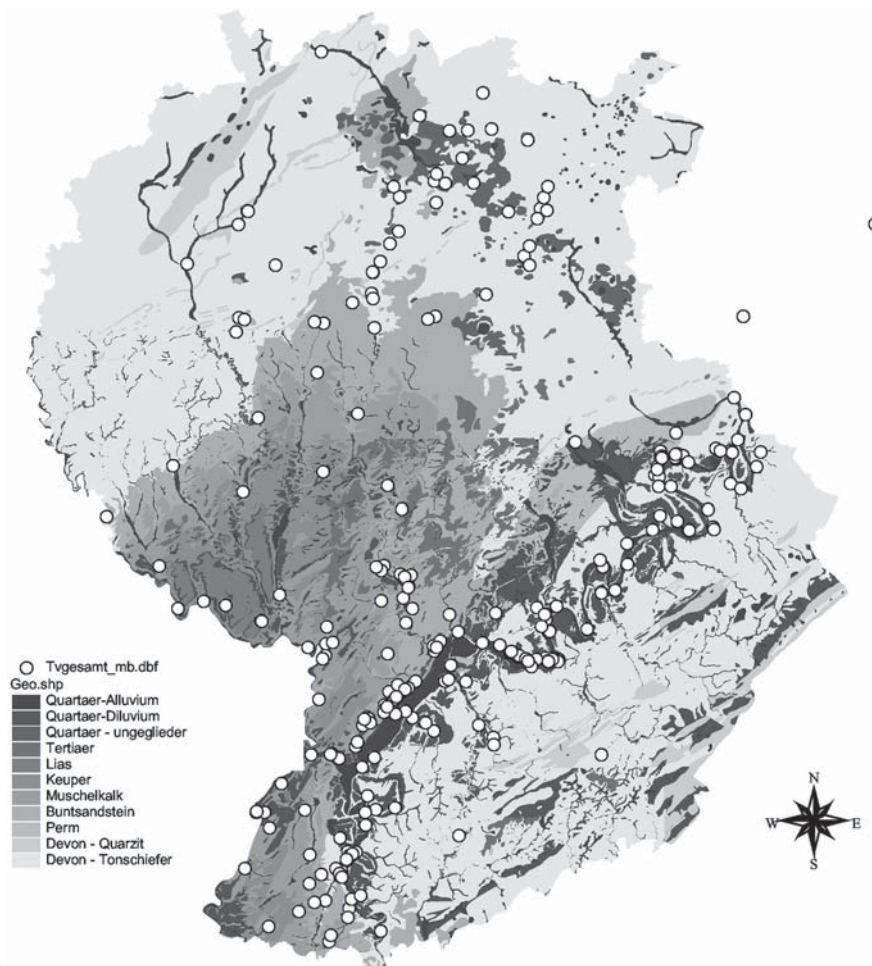 Tvgesamt_mb.dbf
Geo.shp
Quartaer-Alluvium
Quartaer-Diluvium
Quartaer - ungeglieder
Tertiaer
Lias
Keuper
Muschelkalk
Buntsandstein
Perm
Devon - Quarzit
Devon - Tonschiefer
N
W E
S